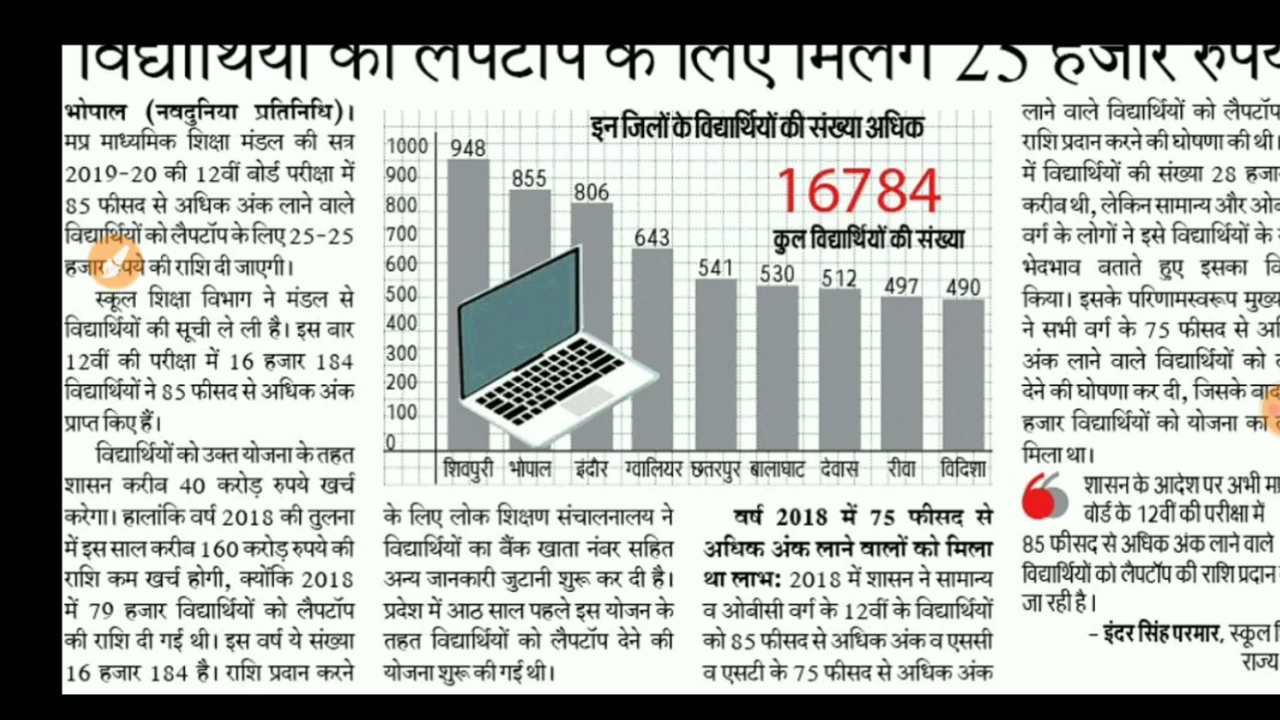 विद्यार्थियों को लैपटॉप के लिए मिलेंगे 25 हजार
भोपाल (नवदुनिया प्रतिनिधि)।
मप्र माध्यमिक शिक्षा मंडल की सत्र
2019-20 की 12वीं बोर्ड परीक्षा में
85 फीसद से अधिक अंक लाने वाले
विद्यार्थियों को लैपटॉप के लिए 25-25
की राशि दी जाएगी।
स्कूल शिक्षा विभाग ने मंडल से
विद्यार्थियों की सूची ले ली है। इस बार
12वीं की परीक्षा में 16 हजार 184
विद्यार्थियों ने 85 फीसद से अधिक अंक
प्राप्त किए हैं।
विद्यार्थियों को उक्त योजना के तहत
शासन करीब 40 करोड़ रुपये खर्च
करेगा। हालांकि वर्ष 2018 की तुलना
में इस साल करीब 160 करोड़ रुपये की
राशि कम खर्च होगी, क्योंकि 2018
में 79 हजार विद्यार्थियों को लैपटॉप
की राशि दी गई थी। इस वर्ष ये संख्या
16 हजार 184 है। राशि प्रदान करने
इन जिलों के विद्यार्थियों की संख्या अधिक
16784
कुल विद्यार्थियों की संख्या
1000
900
800
700
600
500
400
300
200
100
0
948 855 806 643 541 530 512 497 490
शिवपुरी भोपाल इंदौर ग्वालियर छतरपुर बालाघाट देवास रीवा विदिशा
के लिए लोक शिक्षण संचालनालय ने
विद्यार्थियों का बैंक खाता नंबर सहित
अन्य जानकारी जुटानी शुरू कर दी है।
प्रदेश में आठ साल पहले इस योजन के
तहत विद्यार्थियों को लैपटॉप देने की
योजना शुरू की गई थी।
वर्ष 2018 में 75 फीसद से
अधिक अंक लाने वालों को मिला
था लाभ: 2018 में शासन ने सामान्य
व ओबीसी वर्ग के 12वीं के विद्यार्थियों
को 85 फीसद से अधिक अंक व एससी
व एसटी के 75 फीसद से अधिक अंक
लाने वाले विद्यार्थियों को लैपटॉप
राशि प्रदान करने की घोषणा की थी।
में विद्यार्थियों की संख्या 28
करीब थी, लेकिन सामान्य और
वर्ग के लोगों ने इसे विद्यार्थियों के
भेदभाव बताते हुए इसका
किया। इसके परिणामस्वरूप
ने सभी वर्ग के 75 फीसद से
अंक लाने वाले विद्यार्थियों को
देने की घोषणा कर दी, जिसके
हजार विद्यार्थियों को योजना का
मिला था।
शासन के आदेश पर अभी
बोर्ड के 12वीं की परीक्षा में
85 फीसद से अधिक अंक लाने वाले
विद्यार्थियों को लैपटॉप की राशि प्रदान
जा रही है।
- इंदर सिंह परमार, स्कूल
राज्य